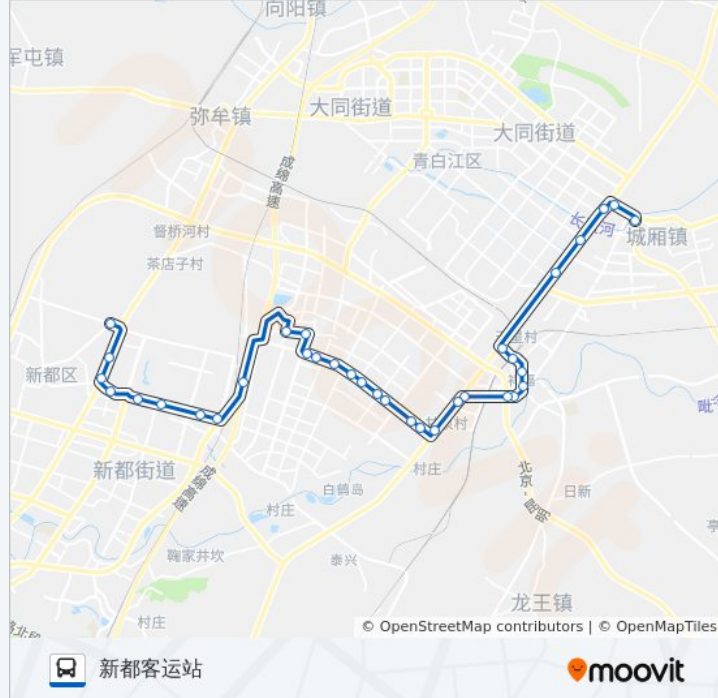 向阳镇
军屯镇
弥牟镇
大同街道
大同街道
青白江区
成绵高速
督桥河村
茶店子村
城厢镇
新都区
新都街道
成绵高速
村庄
白鹤岛
村庄
日新
北京-昆明
鞠家井坎
泰兴
龙王镇
村庄
© OpenStreetMap contributors | © OpenMapTiles
新都客运站
moovit